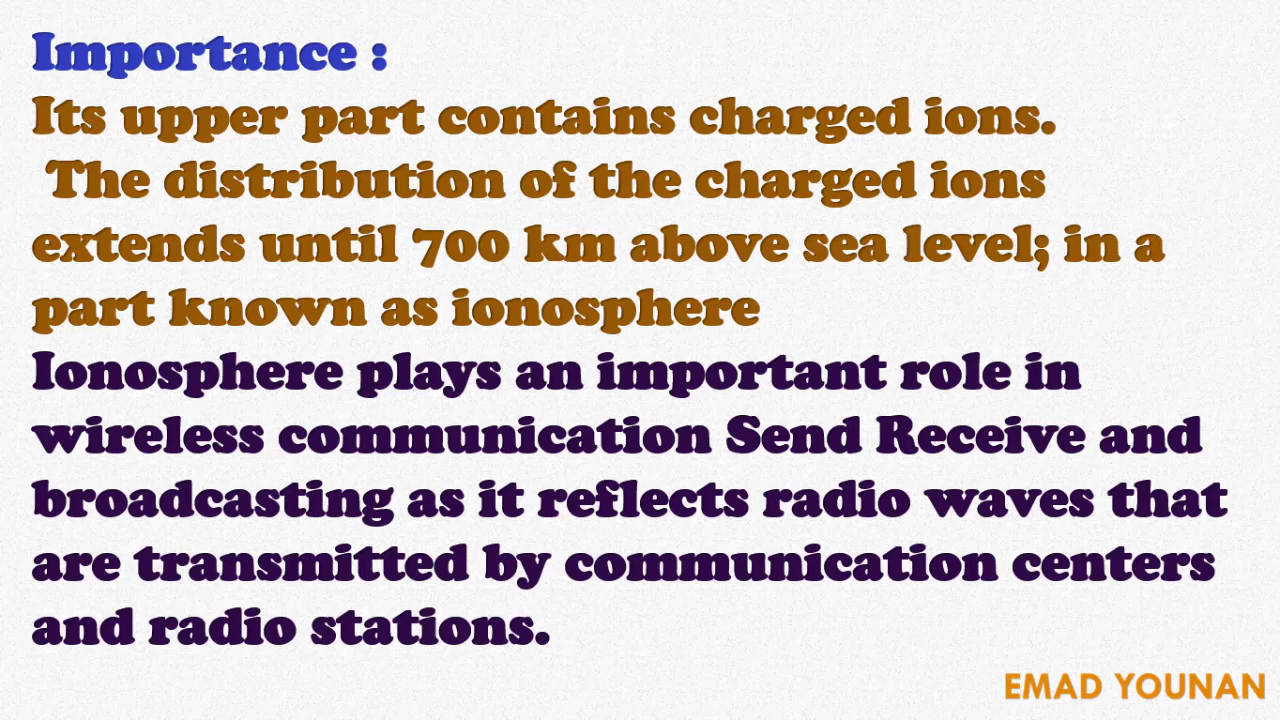 Importance :
Its upper part contains charged ions.
The distribution of the charged ions
extends until 700 km above sea level; in a
part known as ionosphere
Ionosphere plays an important role in
wireless communication Send Receive and
broadcasting as it reflects radio waves that
are transmitted by communication centers
and radio stations.
EMAD YOUNAN